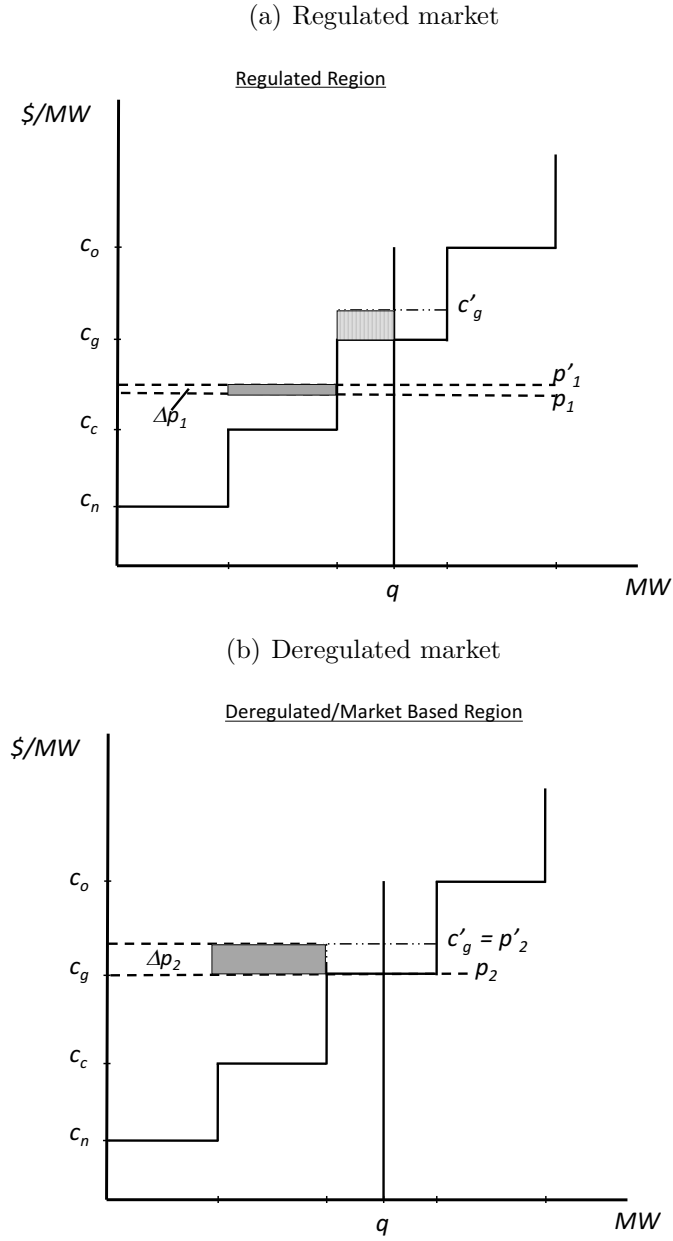 (a) Regulated market
Regulated Region
$/MW
c_o
c'_g
c_g
p'_1
p_1
Δp_1
c_c
c_n
q
MW
(b) Deregulated market
Deregulated/Market Based Region
$/MW
c_o
c'_g = p'_2
Δp_2
c_g
p_2
c_c
c_n
q
MW